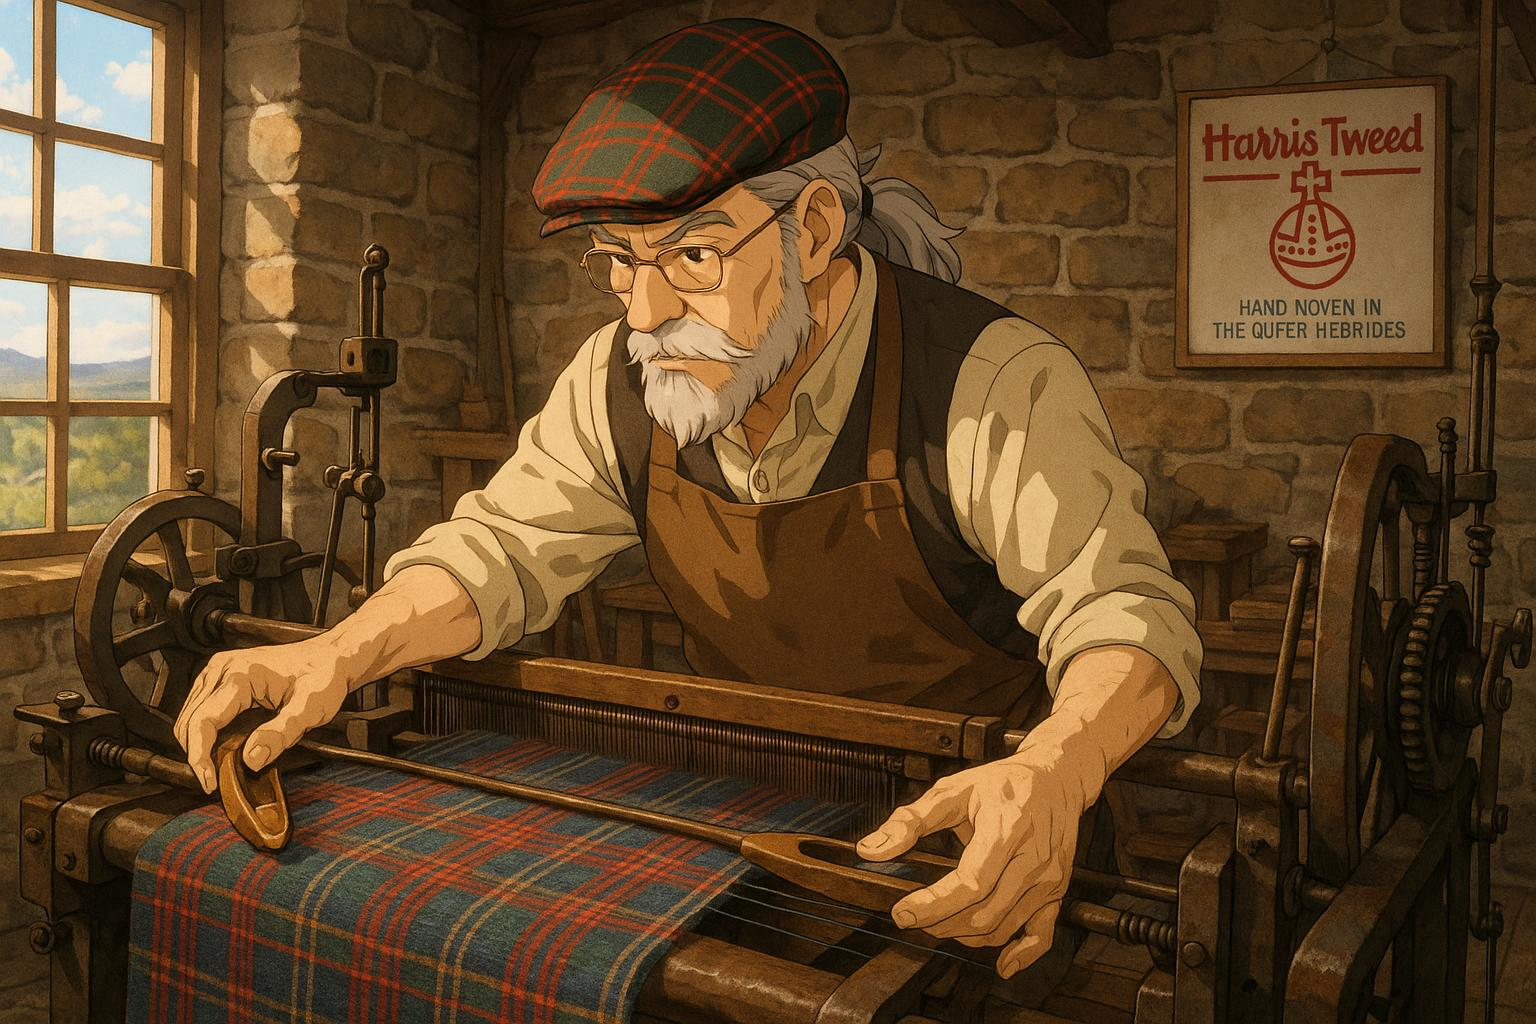 Harris Tweed
HAND NOVEN IN
THE QUFER HEBRIDES